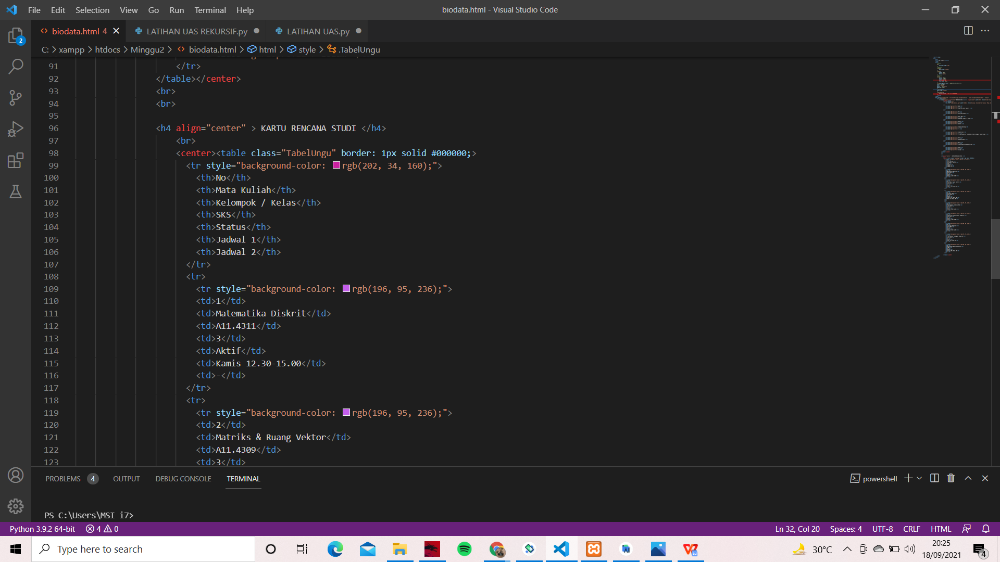 File Edit Selection View Go Run Terminal Help
biodata.html - Visual Studio Code
2
biodata.html 4
LATIHAN UAS REKURSIF.py
LATIHAN UAS.py
C: > xampp > htdocs > Minggu2 > biodata.html > html > style > .TabelUngu
91 </tr>
92 </table></center>
93 <br>
94 <br>
95
96 <h4 align="center" > KARTU RENCANA STUDI </h4>
97 <br>
98 <center><table class="TabelUngu" border: 1px solid #000000;>
99 <tr style="background-color: rgb(202, 34, 160);">
100 <th>No</th>
101 <th>Mata Kuliah</th>
102 <th>Kelompok / Kelas</th>
103 <th>SKS</th>
104 <th>Status</th>
105 <th>Jadwal 1</th>
106 <th>Jadwal 2</th>
107 </tr>
108 <tr>
109 <tr style="background-color: rgb(196, 95, 236);">
110 <td>1</td>
111 <td>Matematika Diskrit</td>
112 <td>A11.4311</td>
113 <td>3</td>
114 <td>Aktif</td>
115 <td>Kamis 12.30-15.00</td>
116 <td>-</td>
117 </tr>
118 <tr>
119 <tr style="background-color: rgb(196, 95, 236);">
120 <td>2</td>
121 <td>Matriks & Ruang Vektor</td>
122 <td>A11.4309</td>
123 <td>3</td>
PROBLEMS 4 OUTPUT DEBUG CONSOLE TERMINAL
powershell
PS C:\Users\MSI i7>
Python 3.9.2 64-bit 4 0
Ln 32, Col 20 Spaces: 4 UTF-8 CRLF HTML
Type here to search
30°C
20:25
18/09/2021
4